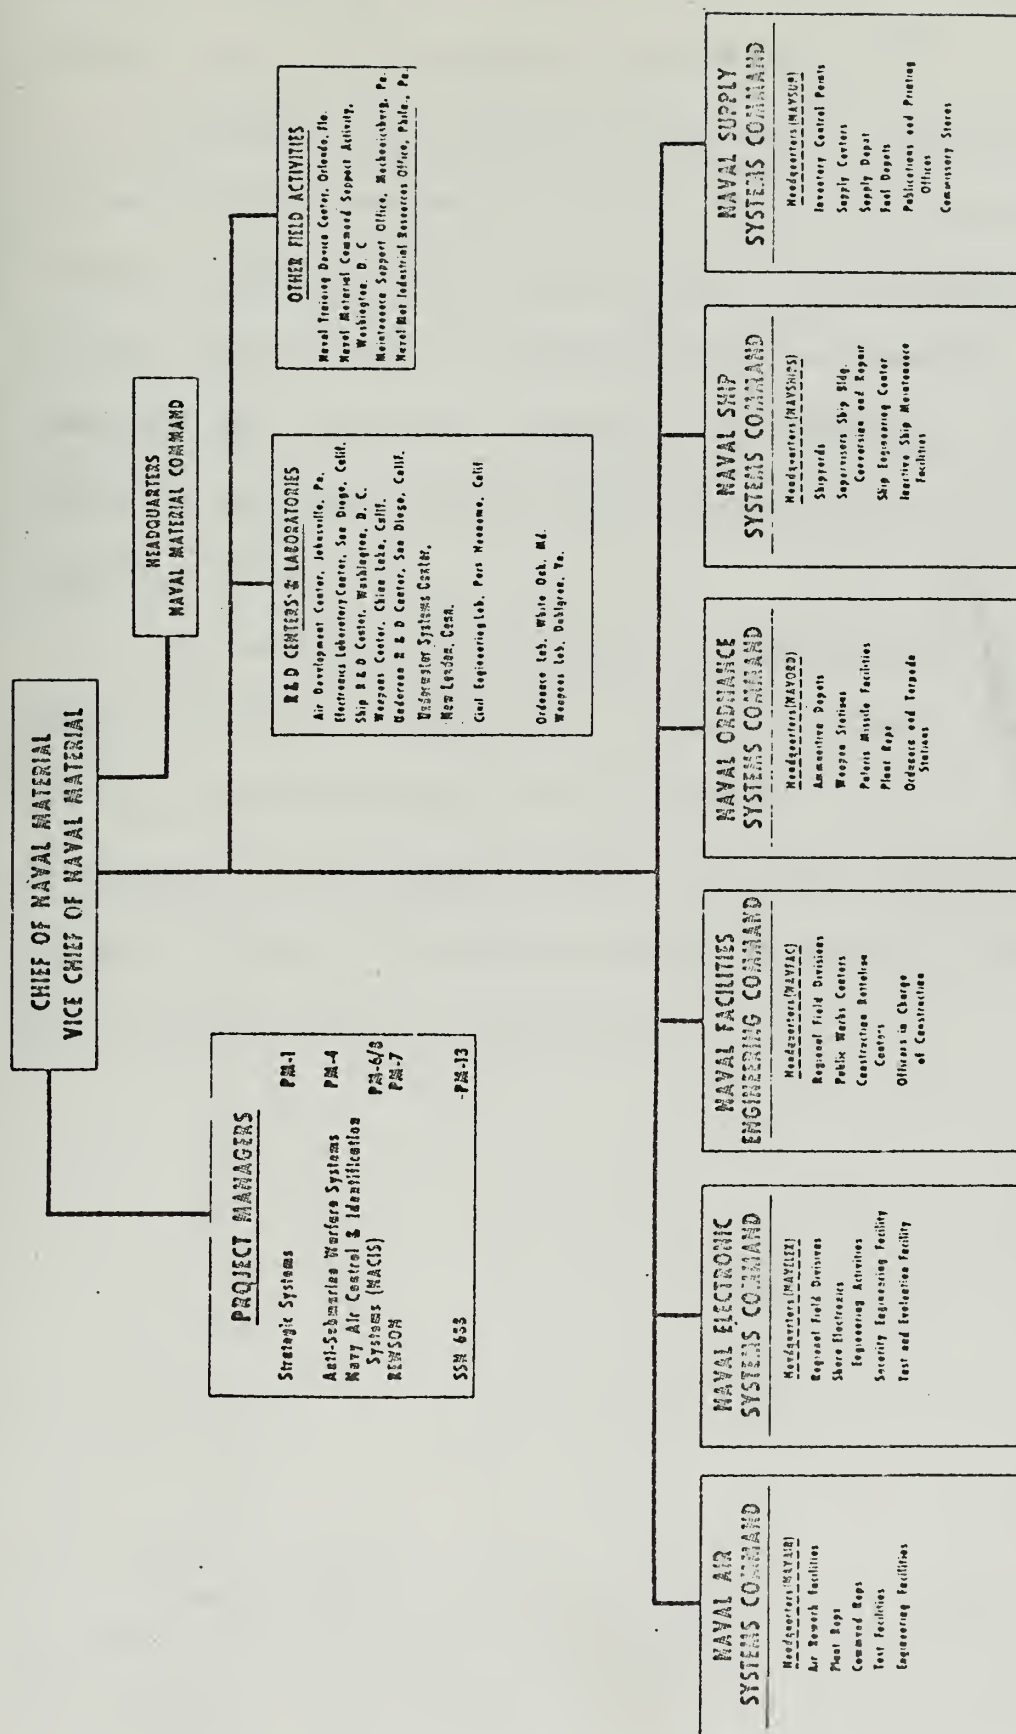 CHIEF OF NAVAL MATERIAL
VICE CHIEF OF NAVAL MATERIAL
HEADQUARTERS
NAVAL MATERIAL COMMAND
PROJECT MANAGERS
Strategic Systems PM-1
Anti-Submarine Warfare Systems PM-4
Navy Air Control & Identification
Systems (NACIS) PM-6/8
REWSOM PM-7
SSN 688 PM-13
R&D CENTERS & LABORATORIES
Air Development Center, Johnsville, Pa.
Electronics Laboratory Center, San Diego, Calif.
Ship R & D Center, Washington, D. C.
Weapons Center, China Lake, Calif.
Undersea R & D Center, San Diego, Calif.
Underwater Systems Center,
New London, Conn.
Civil Engineering Lab. Port Hueneme, Calif
Ordnance Lab. White Oak, Md.
Weapons Lab. Dahlgren, Va.
OTHER FIELD ACTIVITIES
Naval Training Device Center, Orlando, Fla.
Naval Material Command Support Activity,
Washington, D. C
Maintenance Support Office, Mechanicsburg, Pa.
Naval Mat Industrial Resources Office, Phila., Pa.
NAVAL AIR
SYSTEMS COMMAND
Headquarters (NAVAIR)
Air Rework Facilities
Plant Reps
Command Reps
Test Facilities
Engineering Facilities
NAVAL ELECTRONIC
SYSTEMS COMMAND
Headquarters (NAVELEX)
Regional Field Divisions
Shore Electronics
Engineering Activities
Security Engineering Facility
Test and Evaluation Facility
NAVAL FACILITIES
ENGINEERING COMMAND
Headquarters (NAVFAC)
Regional Field Divisions
Public Works Centers
Construction Battalion
Centers
Officers in Charge
of Construction
NAVAL ORDNANCE
SYSTEMS COMMAND
Headquarters (NAVORD)
Ammunition Depots
Weapon Stations
Polaris Missile Facilities
Plant Reps
Ordnance and Torpedo
Stations
NAVAL SHIP
SYSTEMS COMMAND
Headquarters (NAVSHIPS)
Shipyards
Supervisors Ship Bldg.
Conversion and Repair
Ship Engineering Center
Inactive Ship Maintenance
Facilities
NAVAL SUPPLY
SYSTEMS COMMAND
Headquarters (NAVSUP)
Inventory Control Points
Supply Centers
Supply Depot
Fuel Depots
Publications and Printing
Offices
Commissary Stores